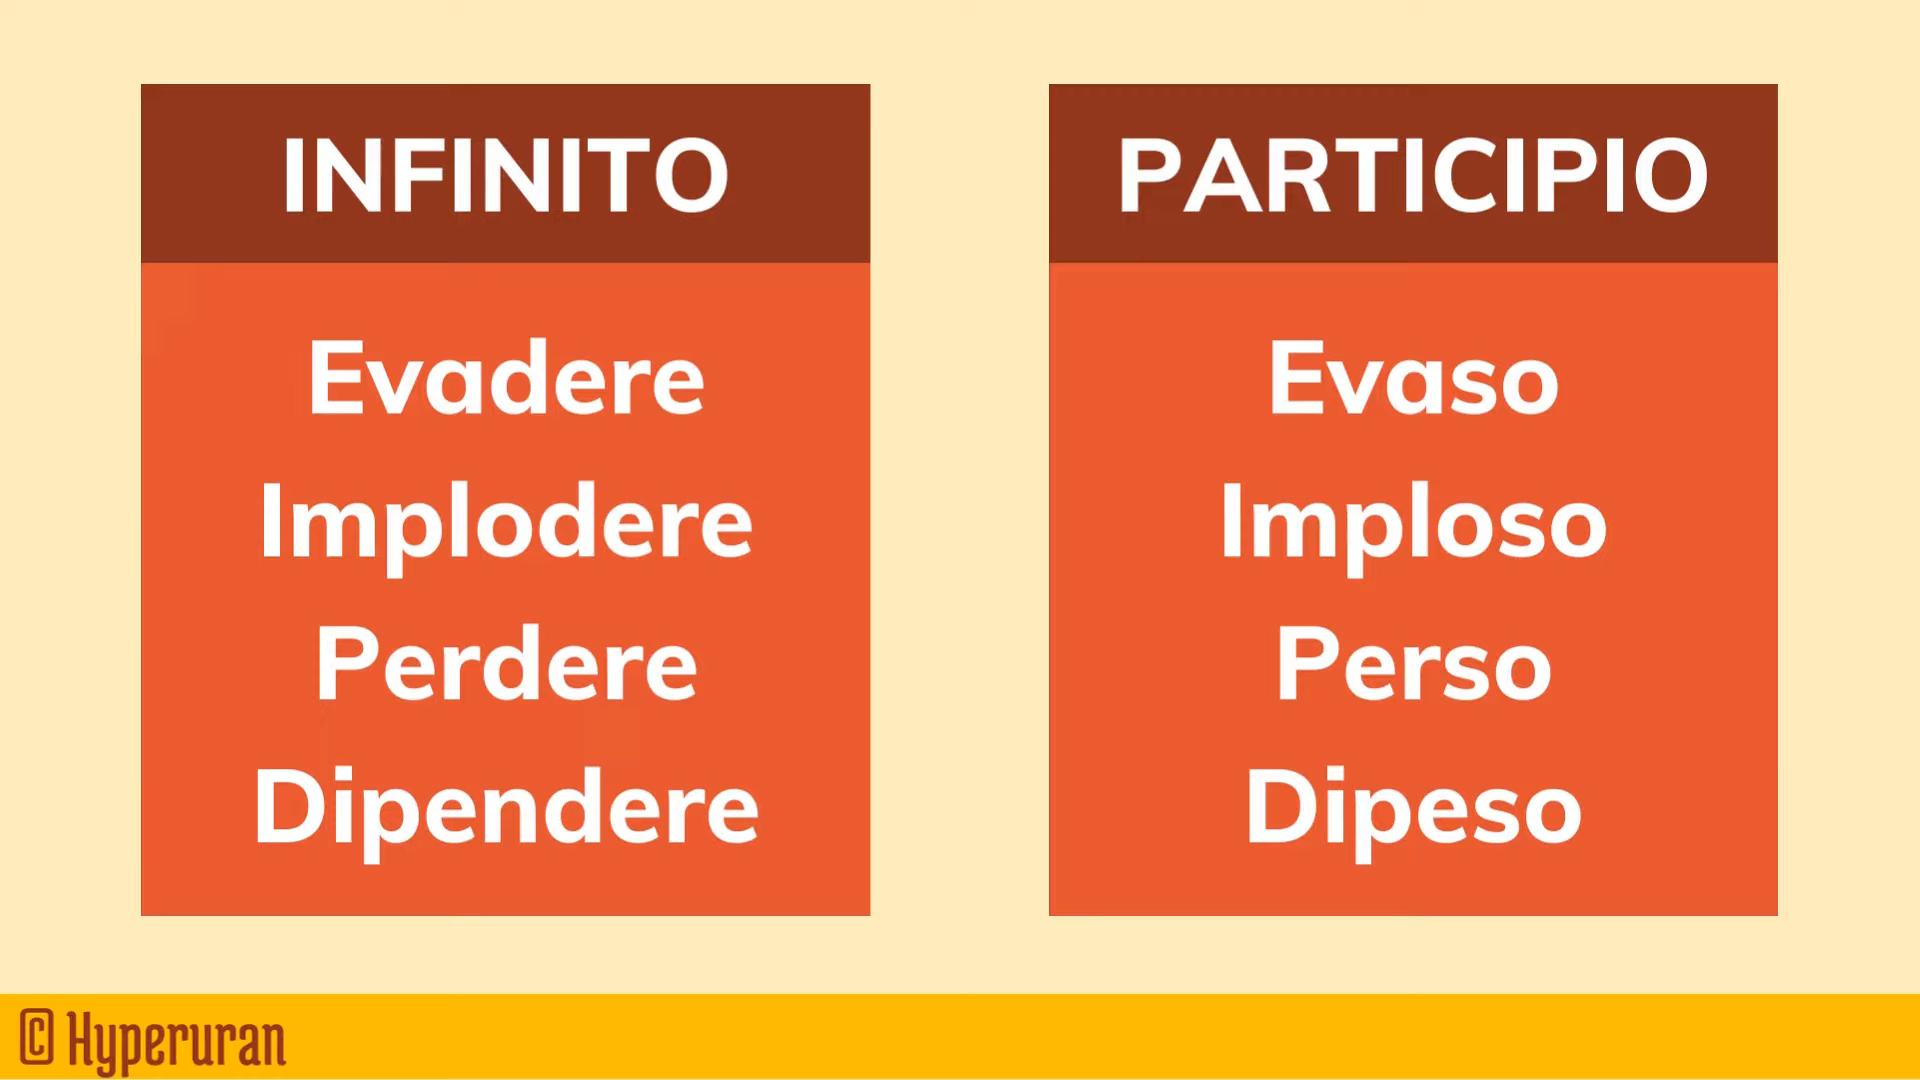 INFINITO
Evadere
Implodere
Perdere
Dipendere
PARTICIPIO
Evaso
Imploso
Perso
Dipeso
© Hyperuran